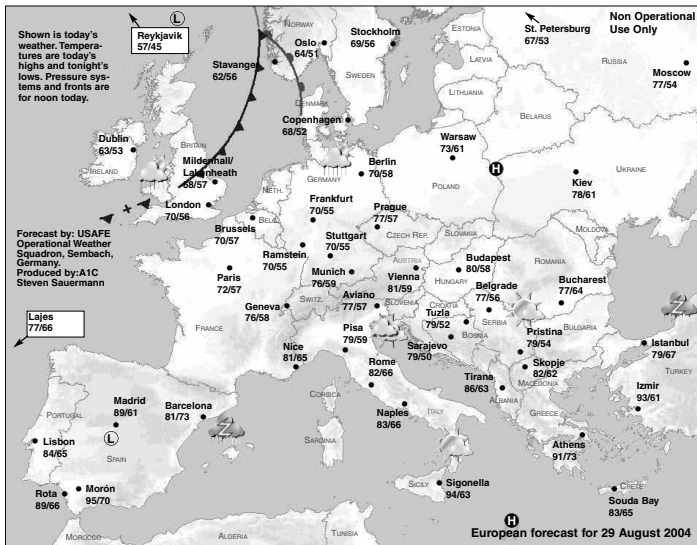 Shown is today's
weather. Tempera-
tures are today's
highs and tonight's
lows. Pressure sys-
tems and fronts are
for noon today.
L
Reykjavik
57/45
NORWAY
Oslo
64/51
Stockholm
69/56
Stavanger
62/56
SWEDEN
ESTONIA
St. Petersburg
67/53
Non Operational
Use Only
LATVIA
RUSSIA
Moscow
77/54
LITHUANIA
DENMARK
Copenhagen
68/52
BELARUS
Dublin
63/53
IRELAND
BRITAIN
Mildenhall/
Lakenheath
68/57
London
70/56
NETH.
Berlin
70/58
GERMANY
Warsaw
73/61
POLAND
H
UKRAINE
Kiev
78/61
Forecast by: USAFE
Operational Weather
Squadron, Sembach,
Germany.
Produced by:A1C
Steven Sauermann
Brussels
70/57
BELG.
Frankfurt
70/55
Stuttgart
70/55
Ramstein
70/55
Prague
77/57
CZECH REP.
SLOVAKIA
MOLDOVA
Paris
72/57
Munich
76/59
AUSTRIA
Vienna
81/59
Budapest
80/58
HUNGARY
ROMANIA
Bucharest
77/64
Belgrade
77/56
Lajes
77/66
Geneva
76/58
SWITZ.
Aviano
77/57
SLOVENIA
CROATIA
Tuzla
79/52
BOSNIA
SERBIA
FRANCE
Nice
81/65
Pisa
79/59
Sarajevo
79/50
Pristina
79/54
BULGARIA
Istanbul
79/67
Skopje
82/62
MACEDONIA
TURKEY
Rome
82/66
Tirana
86/63
ALBANIA
Izmir
93/61
PORTUGAL
Madrid
89/61
Barcelona
81/73
CORSICA
Naples
83/66
ITALY
GREECE
Lisbon
84/65
L
SPAIN
SARDINIA
Athens
91/73
Rota
89/66
Morón
95/70
SICILY
Sigonella
94/63
CRETE
Souda Bay
83/65
MOROCCO
ALGERIA
TUNISIA
H
European forecast for 29 August 2004